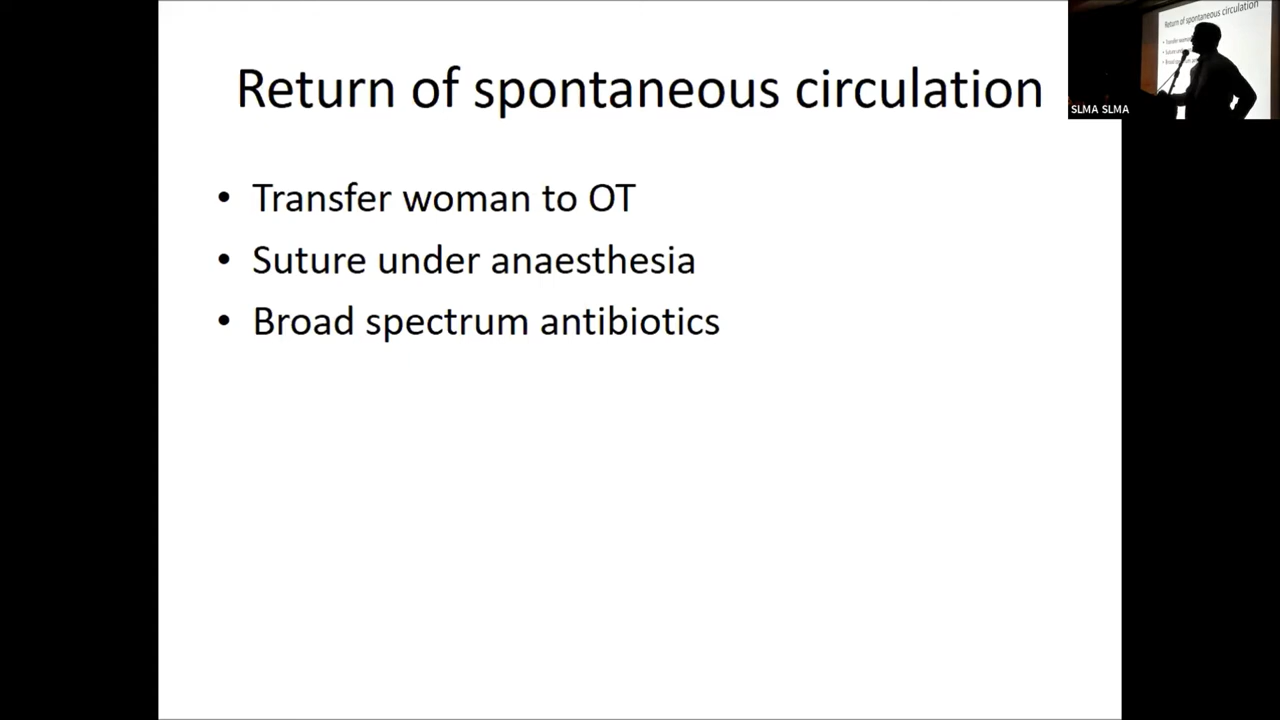 Return of spontaneous circulation
• Transfer woman to OT
• Suture under anaesthesia
• Broad spectrum antibiotics
SLMA SLMA
Return of spontaneous circulation